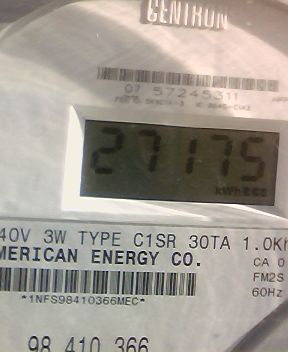 CENTRON
07 57245311
27175
kWh
40V 3W TYPE C1SR 30TA 1.0Kh
MERICAN ENERGY CO.
CA 0
FM2S
60Hz
*1NFS98410366MEC*
98 410 366